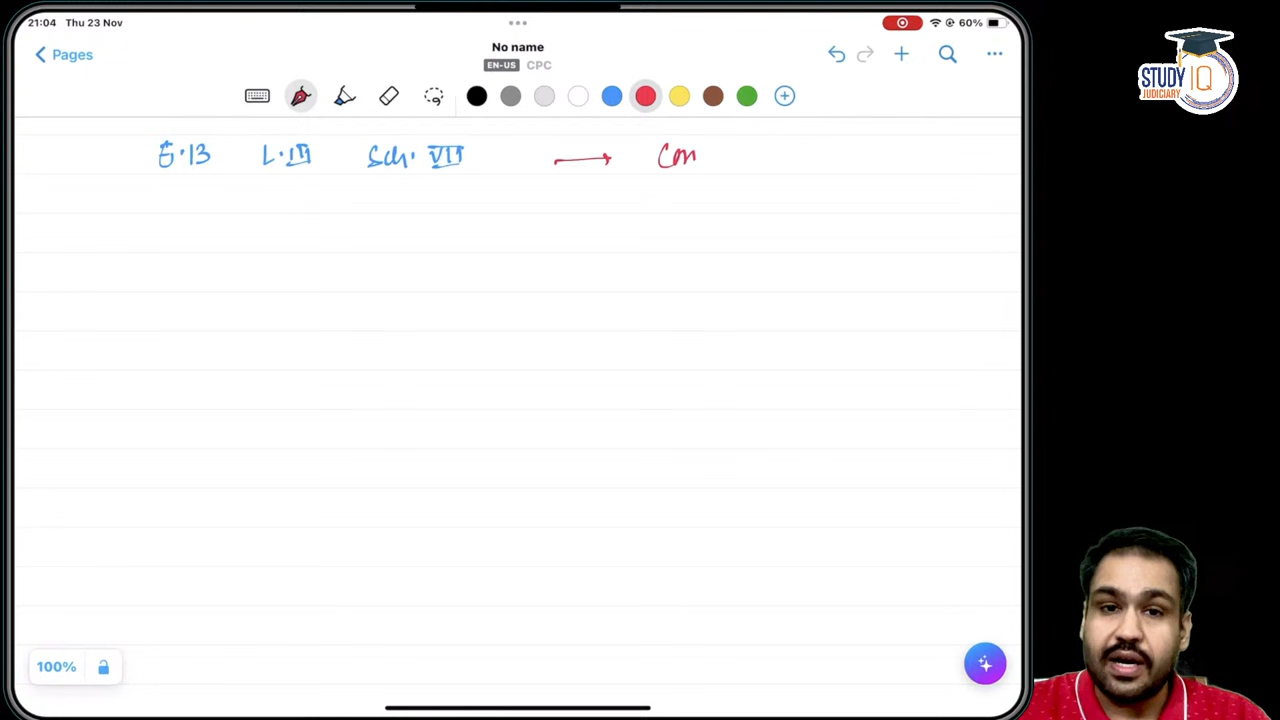 21:04 Thu 23 Nov
60%
Pages
No name
EN-US CPC
E.13 L.III Sch. VII → Con
100%
STUDY IQ
JUDICIARY